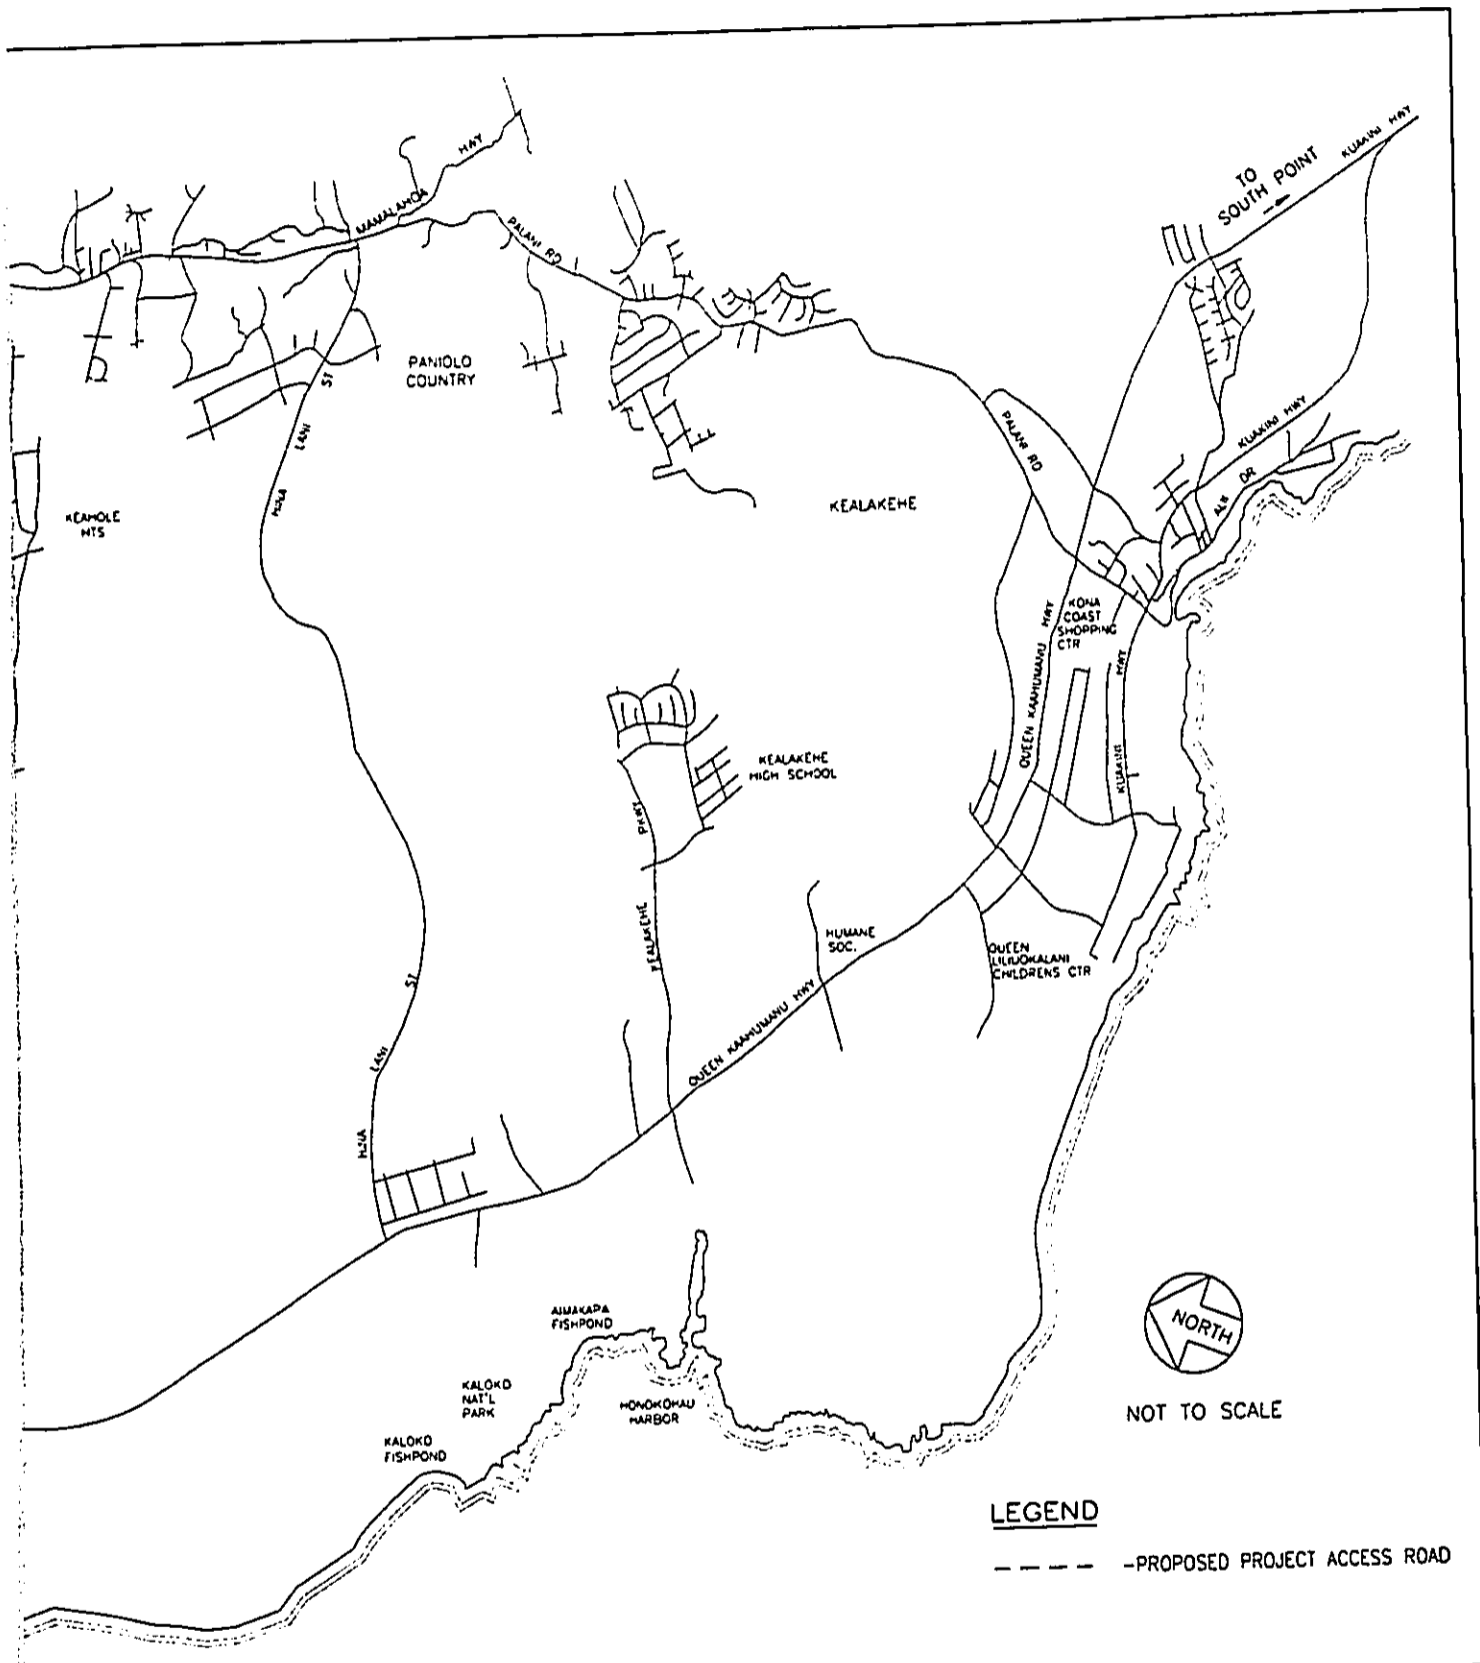 KUAKINI HWY
TO
SOUTH POINT
HWY
MAMALAHOA
PALANI RD
PANIOLO
COUNTRY
ST
LANI
HINA
KEAHOLE
HTS
PALANI RD
KUAKINI HWY
ALII DR
KEALAKEHE
KONA
COAST
SHOPPING
CTR
QUEEN KAAHUMANU HWY
KUAKINI HWY
KEALAKEHE
HIGH SCHOOL
PKWY
KEALAKEHE
HUMANE
SOC.
QUEEN
LILIUOKALANI
CHILDRENS CTR
QUEEN KAAHUMANU HWY
ST
LANI
HINA
AIMAKAPA
FISHPOND
KALOKO
NAT'L
PARK
HONOKOHAU
HARBOR
KALOKO
FISHPOND
NORTH
NOT TO SCALE
LEGEND
-PROPOSED PROJECT ACCESS ROAD